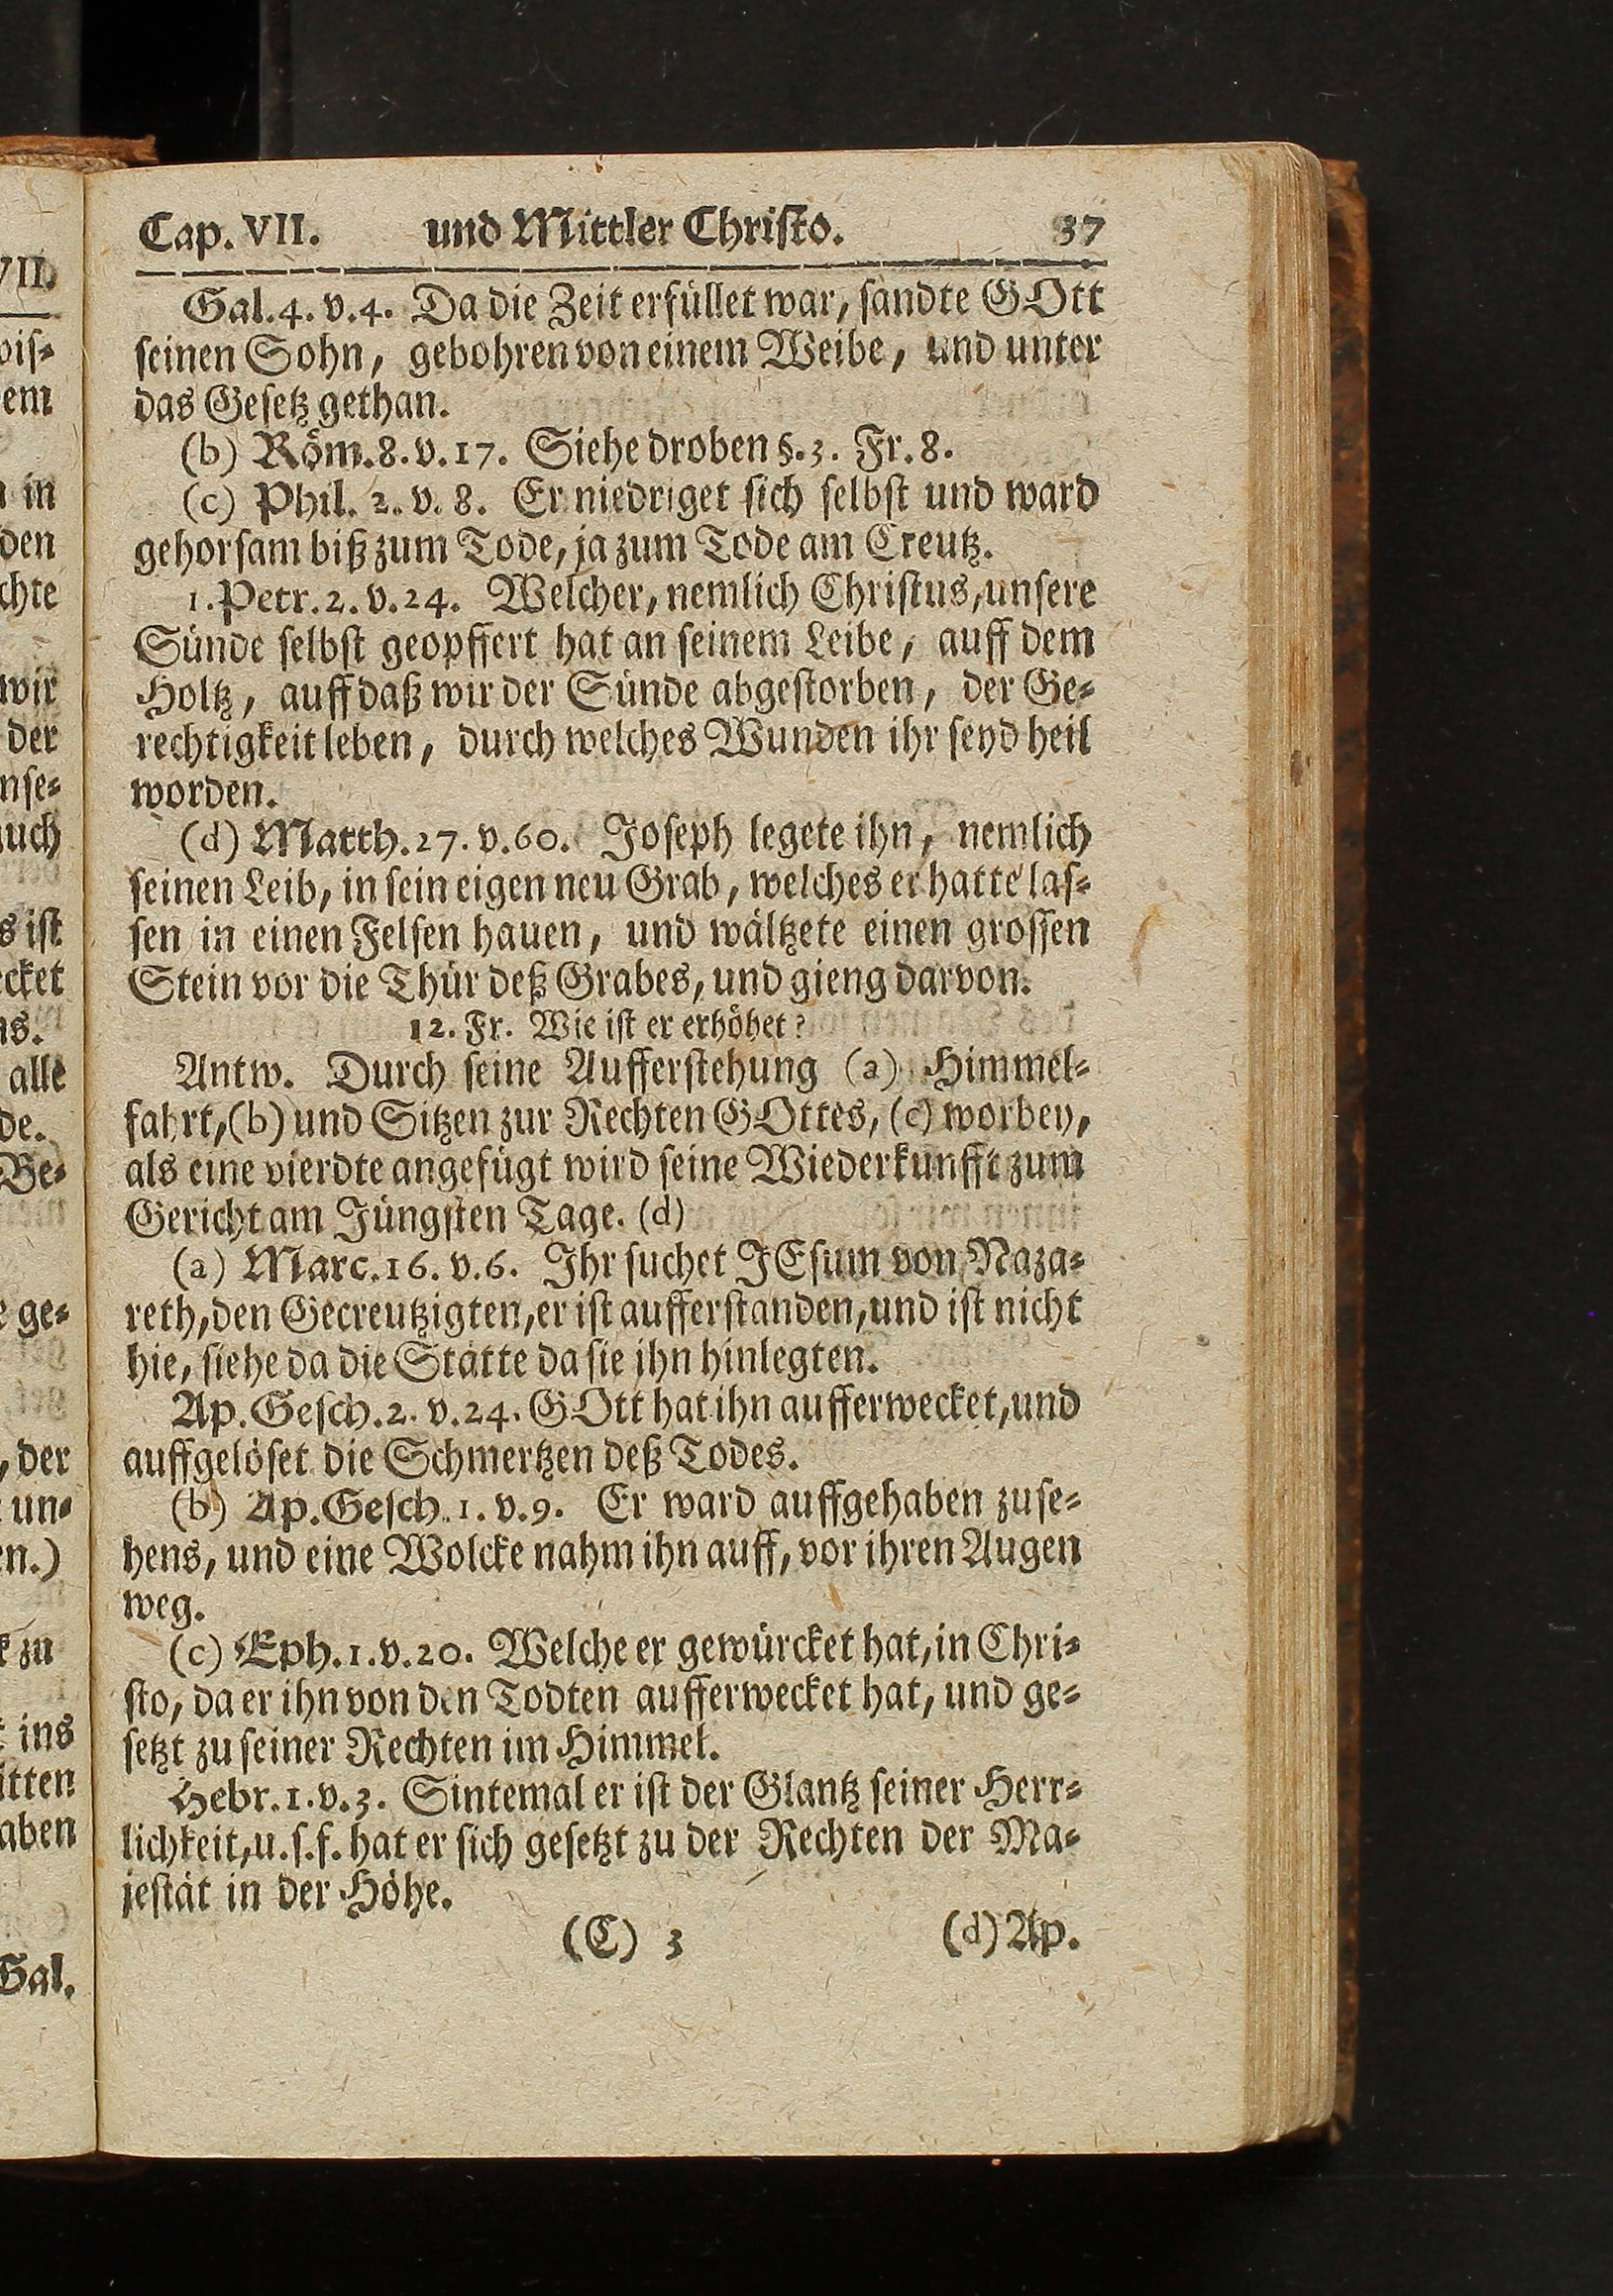 Cap. VII. und Mittler Christo. 37
Gal. 4. v. 4. Da die Zeit erfüllet war, sandte GOtt
seinen Sohn, gebohren von einem Weibe, und unter
das Gesetz gethan.
(b) Röm. 8. v. 17. Siehe droben §. 3. Fr. 8.
(c) Phil. 2. v. 8. Er niedriget sich selbst und ward
gehorsam biß zum Tode, ja zum Tode am Creutz.
1. Petr. 2. v. 24. Welcher, nemlich Christus, unsere
Sünde selbst geopffert hat an seinem Leibe, auff dem
Holtz, auff daß wir der Sünde abgestorben, der Ge-
rechtigkeit leben, durch welches Wunden ihr seyd heil
worden.
(d) Matth. 27. v. 60. Joseph legete ihn, nemlich
seinen Leib, in sein eigen neu Grab, welches er hatte las-
sen in einen Felsen hauen, und wältzete einen grossen
Stein vor die Thür deß Grabes, und gieng darvon.
12. Fr. Wie ist er erhöhet?
Antw. Durch seine Aufferstehung (a) Himmel-
fahrt, (b) und Sitzen zur Rechten GOttes, (c) worbey,
als eine vierdte angefügt wird seine Wiederkunfft zum
Gericht am Jüngsten Tage. (d)
(a) Marc. 16. v. 6. Ihr suchet JEsum von Naza-
reth, den Gecreutzigten, er ist aufferstanden, und ist nicht
hie, siehe da die Stätte da sie ihn hinlegten.
Ap. Gesch. 2. v. 24. GOtt hat ihn aufferwecket, und
auffgelöset die Schmertzen deß Todes.
(b) Ap. Gesch. 1. v. 9. Er ward auffgehaben zuse-
hens, und eine Wolcke nahm ihn auff, vor ihren Augen
weg.
(c) Eph. 1. v. 20. Welche er gewürcket hat, in Chri-
sto, da er ihn von den Todten aufferwecket hat, und ge-
setzt zu seiner Rechten im Himmel.
Hebr. 1. v. 3. Sintemal er ist der Glantz seiner Herr-
lichkeit, u. s. f. hat er sich gesetzt zu der Rechten der Ma-
jestät in der Höhe.
(C) 3 (d) Ap.